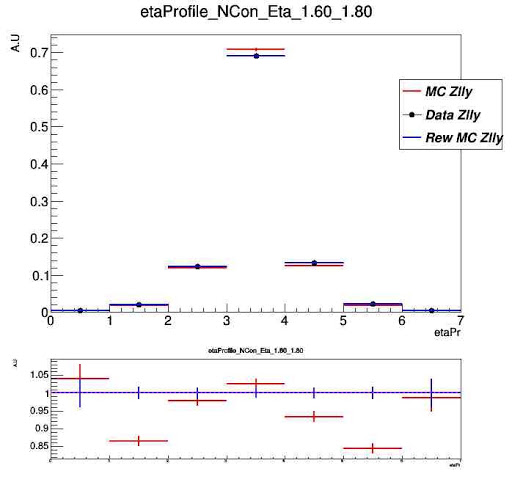 etaProfile_NCon_Eta_1.60_1.80
A.U
0.7
0.6
0.5
0.4
0.3
0.2
0.1
0
0 1 2 3 4 5 6 7
etaPr
MC Zlly
Data Zlly
Rew MC Zlly
etaProfile_NCon_Eta_1.60_1.80
1.05
1
0.95
0.9
0.85